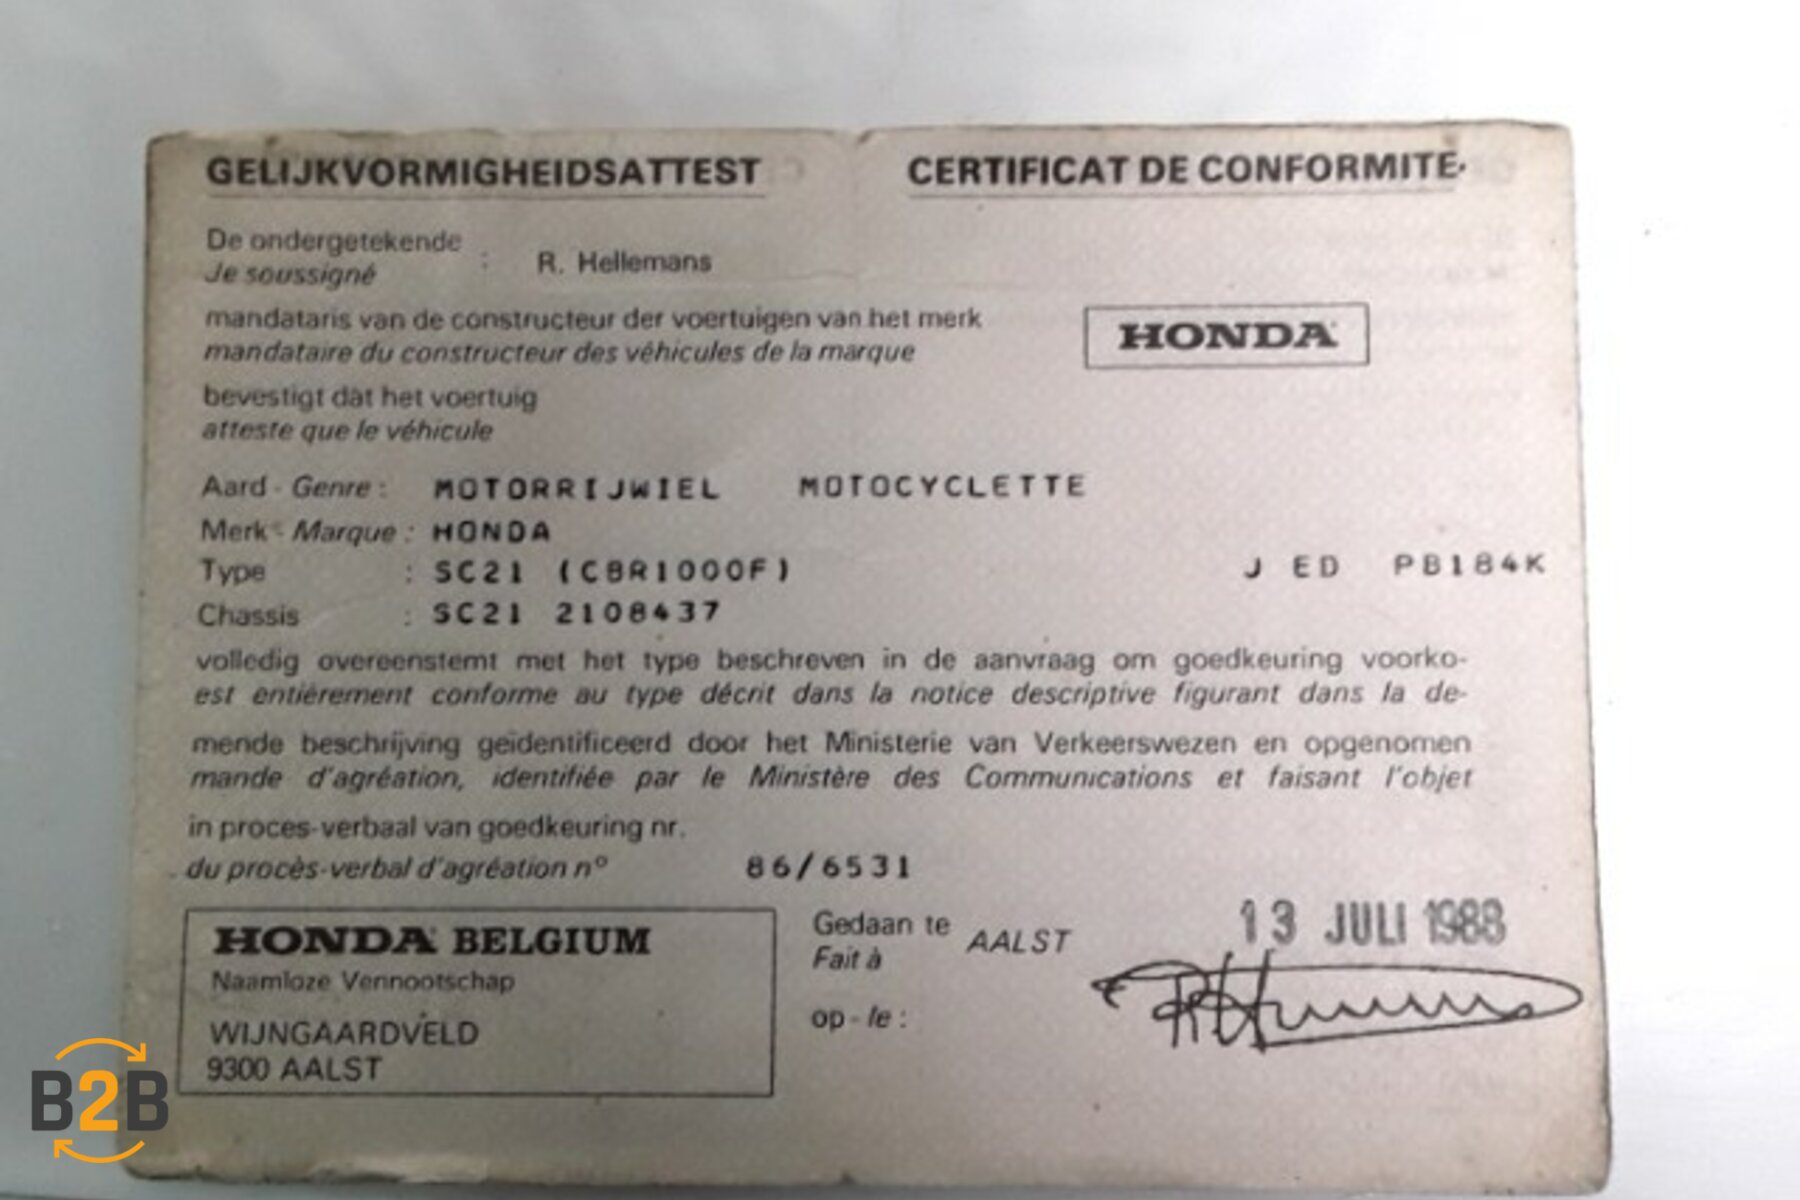 GELIJKVORMIGHEIDSATTEST CERTIFICAT DE CONFORMITE
De ondergetekende
Je soussigné : R. Hellemans
mandataris van de constructeur der voertuigen van het merk
mandataire du constructeur des véhicules de la marque
HONDA
bevestigt dat het voertuig
atteste que le véhicule
Aard - Genre : MOTORRIJWIEL MOTOCYCLETTE
Merk - Marque : HONDA
Type : SC21 (CBR1000F) J ED PB184K
Chassis : SC21 2108437
volledig overeenstemt met het type beschreven in de aanvraag om goedkeuring voorko-
est entièrement conforme au type décrit dans la notice descriptive figurant dans la de-
mende beschrijving geïdentificeerd door het Ministerie van Verkeerswezen en opgenomen
mande d'agréation, identifiée par le Ministère des Communications et faisant l'objet
in proces-verbaal van goedkeuring nr.
du procès-verbal d'agréation n° 86/6531
HONDA BELGIUM
Naamloze Vennootschap
WIJNGAARDVELD
9300 AALST
Gedaan te
Fait à AALST
13 JULI 1988
op - le :
B2B